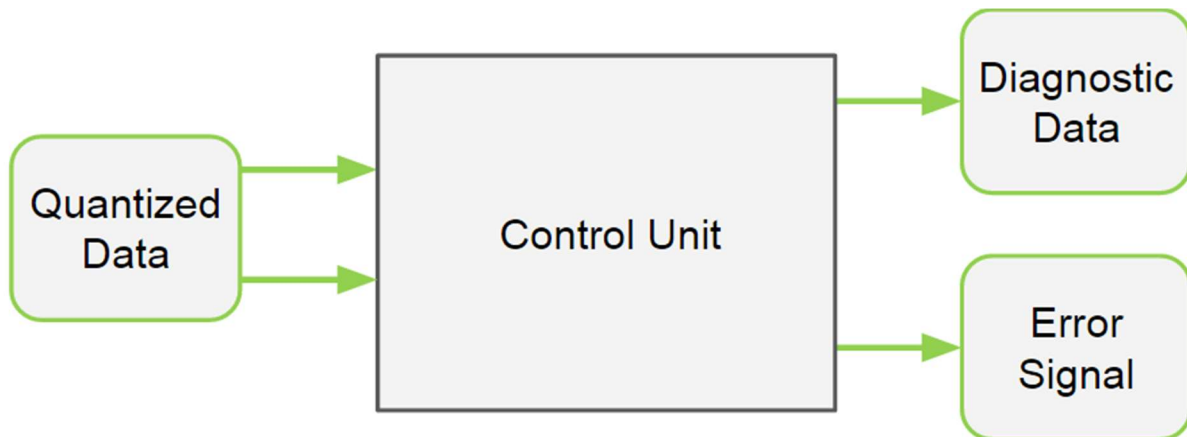 Quantized
Data
Control Unit
Diagnostic
Data
Error
Signal